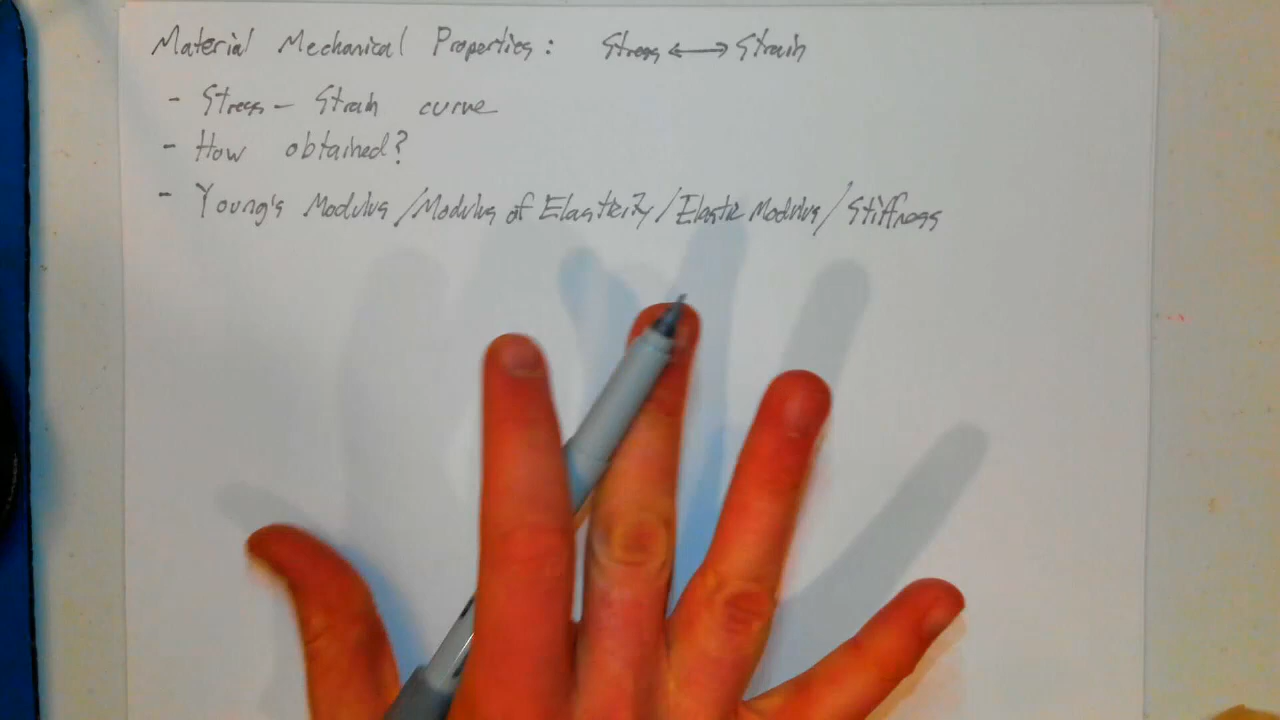 Material Mechanical Properties: Stress ⟷ Strain
- Stress - Strain curve
- How obtained?
- Young's Modulus/Modulus of Elasticity/Elastic Modulus/Stiffness